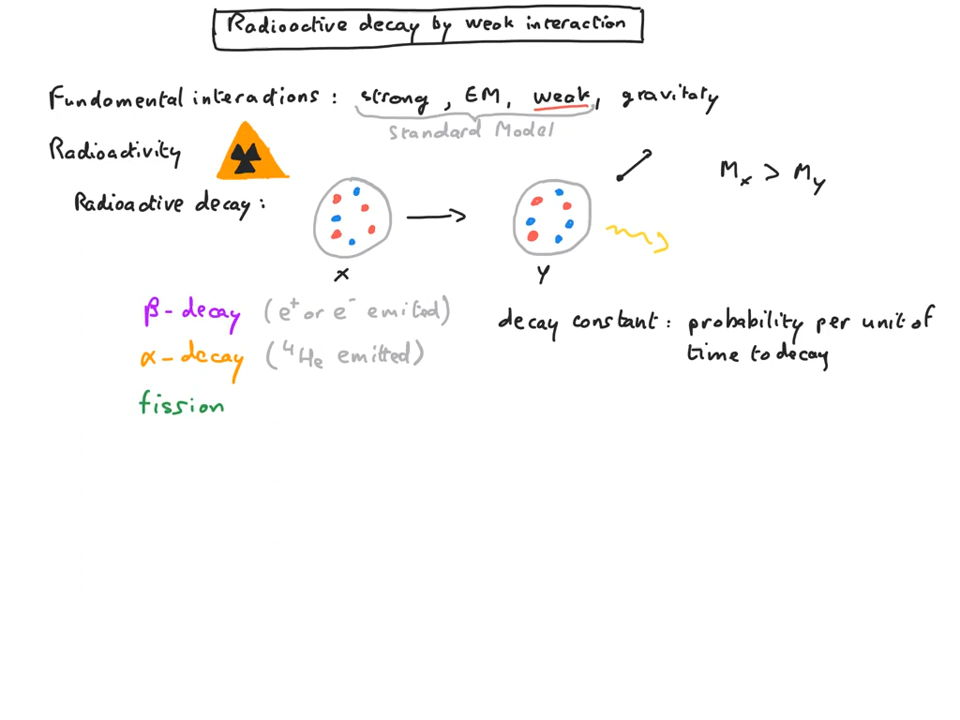 Radioactive decay by weak interaction
Fundamental interactions : strong , EM, weak, gravitaty
Standard Model
Radioactivity
Mx > My
Radioactive decay :
X
Y
β - decay (e+ or e- emitted)
decay constant : probability per unit of
time to decay
α - decay (4He emitted)
fission